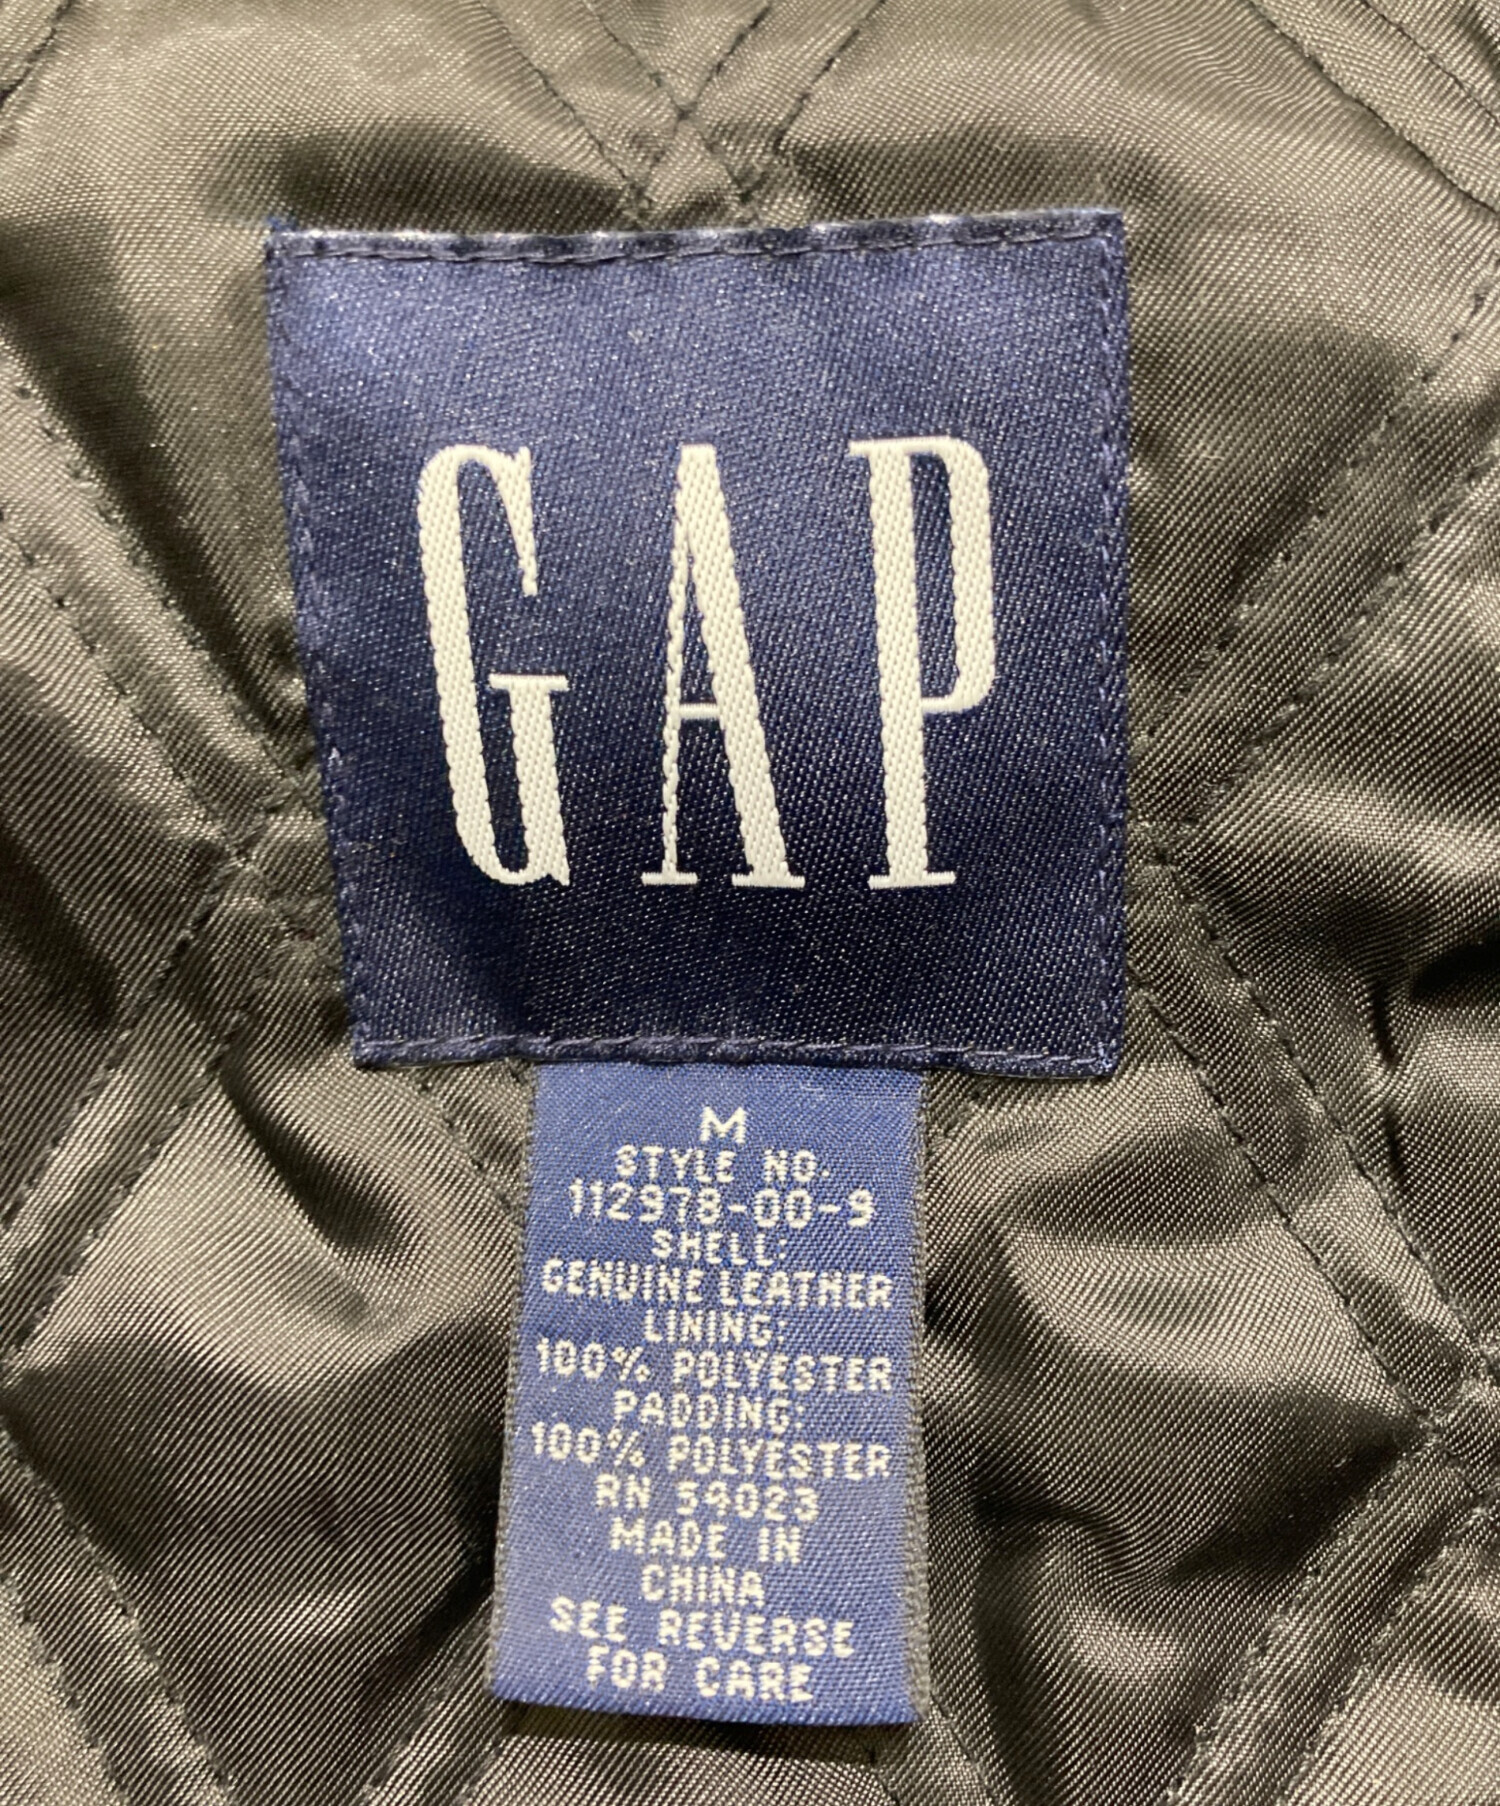 GAP
M
STYLE NO.
112978-00-9
SHELL:
GENUINE LEATHER
LINING:
100% POLYESTER
PADDING:
100% POLYESTER
RN 54023
MADE IN
CHINA
SEE REVERSE
FOR CARE